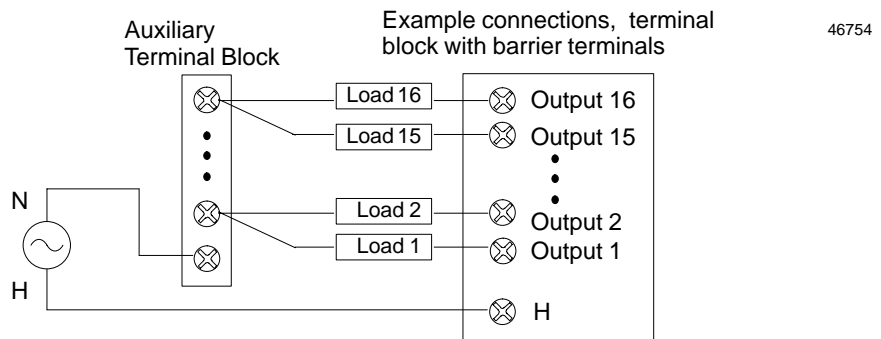 Auxiliary
Terminal Block
Example connections, terminal
block with barrier terminals
46754
Load 16
Output 16
Load 15
Output 15
N
Load 2
Output 2
Load 1
Output 1
H
H